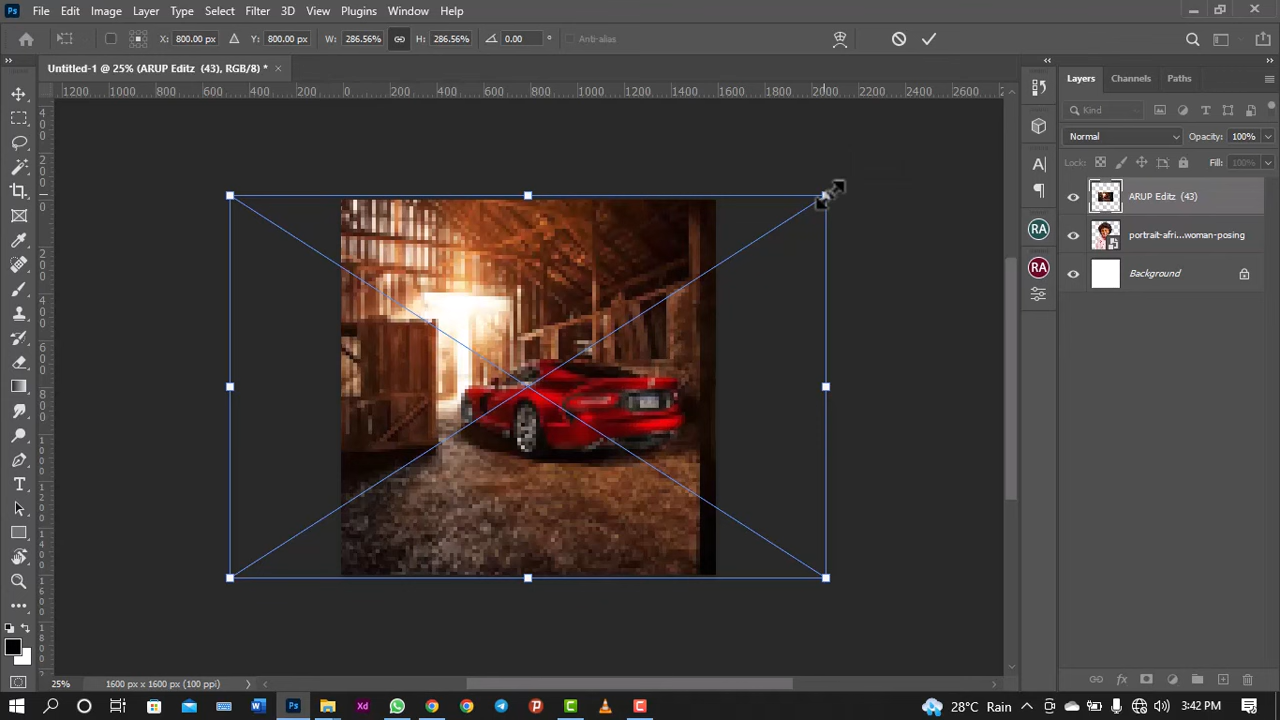 Ps File Edit Image Layer Type Select Filter 3D View Plugins Window Help
X: 800.00 px Y: 800.00 px W: 286.56% H: 286.56% 0.00 ° Anti-alias
Untitled-1 @ 25% (ARUP Editz (43), RGB/8) * ×
1200 1000 800 600 400 200 0 200 400 600 800 1000 1200 1400 1600 1800 2000 2200 2400 2600
Layers Channels Paths
Kind
Normal Opacity: 100%
Lock: Fill: 100%
ARUP Editz (43)
portrait-afri...woman-posing
Background
RA
RA
25% 1600 px x 1600 px (100 ppi)
28°C Rain 3:42 PM